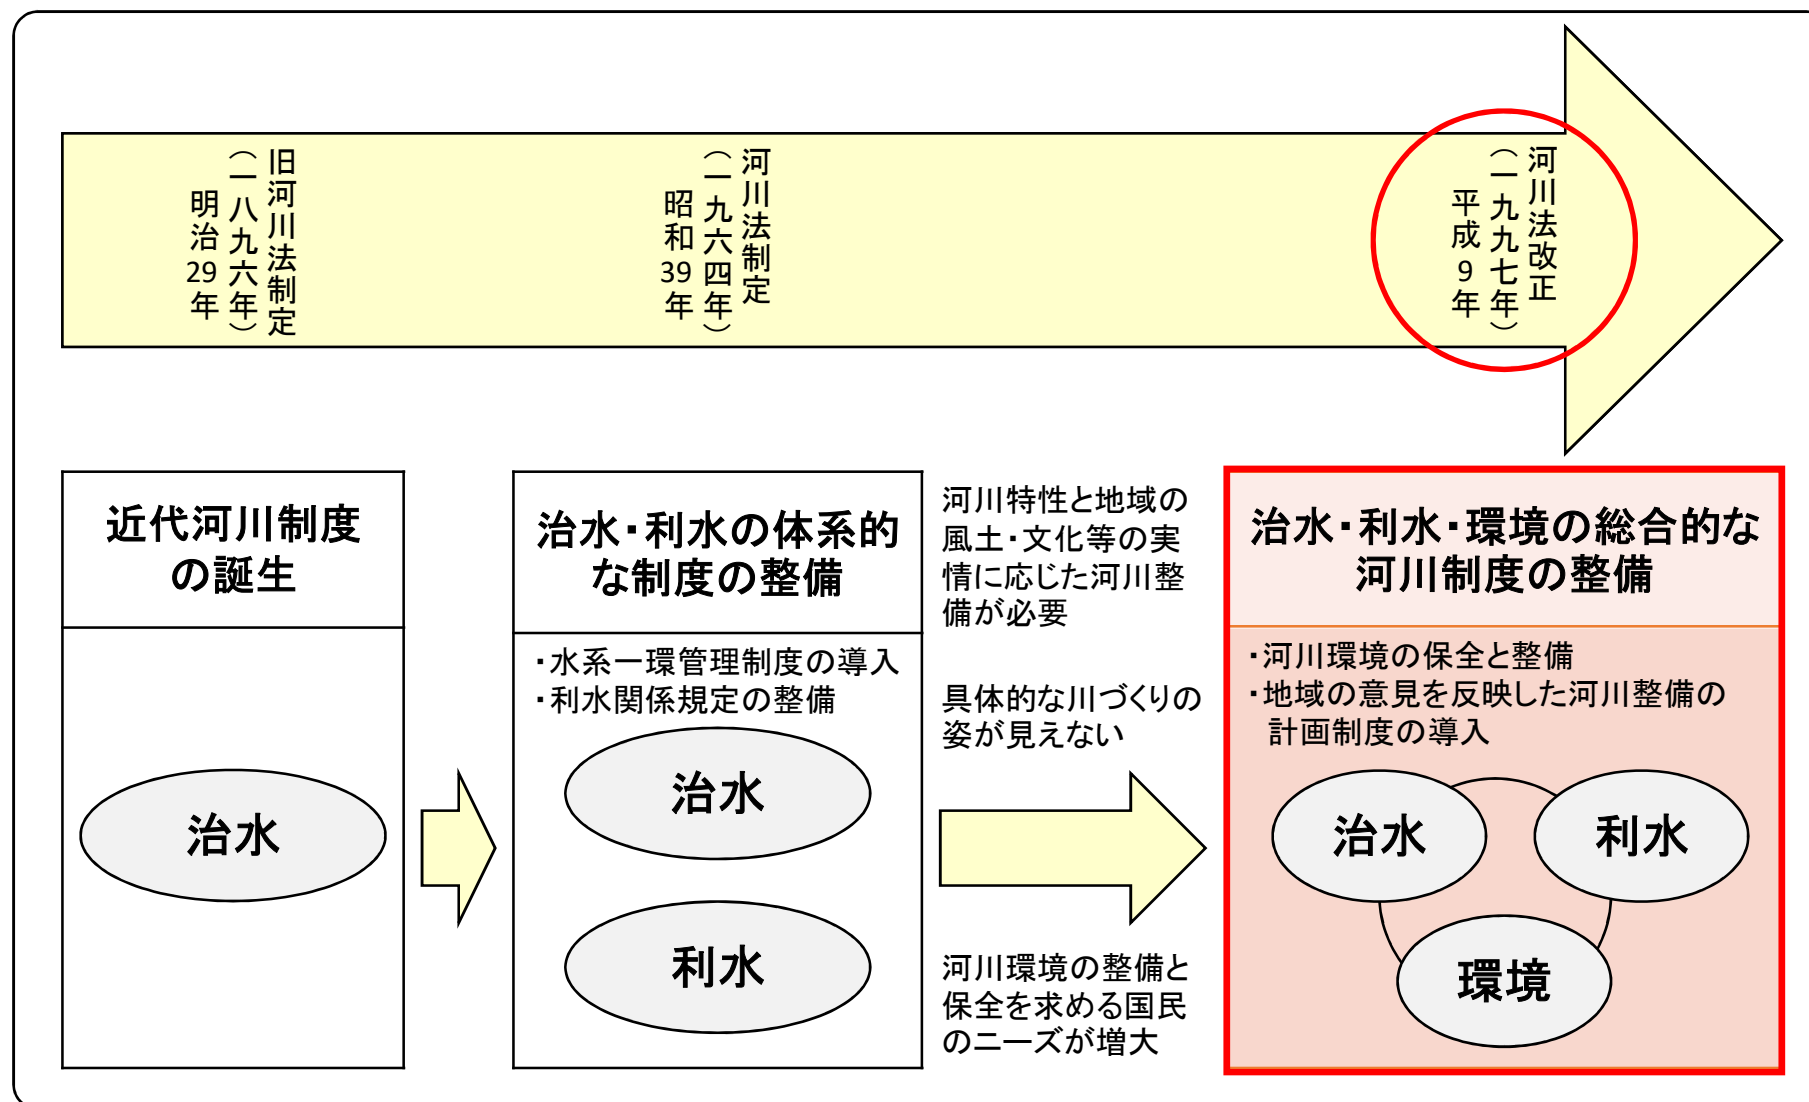 旧河川法制定
（一八九六年）
明治29年
河川法制定
（一九六四年）
昭和39年
河川法改正
（一九九七年）
平成9年
近代河川制度
の誕生
治水
治水・利水の体系的
な制度の整備
・水系一環管理制度の導入
・利水関係規定の整備
治水
利水
河川特性と地域の
風土・文化等の実
情に応じた河川整
備が必要
具体的な川づくりの
姿が見えない
河川環境の整備と
保全を求める国民
のニーズが増大
治水・利水・環境の総合的な
河川制度の整備
・河川環境の保全と整備
・地域の意見を反映した河川整備の
計画制度の導入
治水
利水
環境